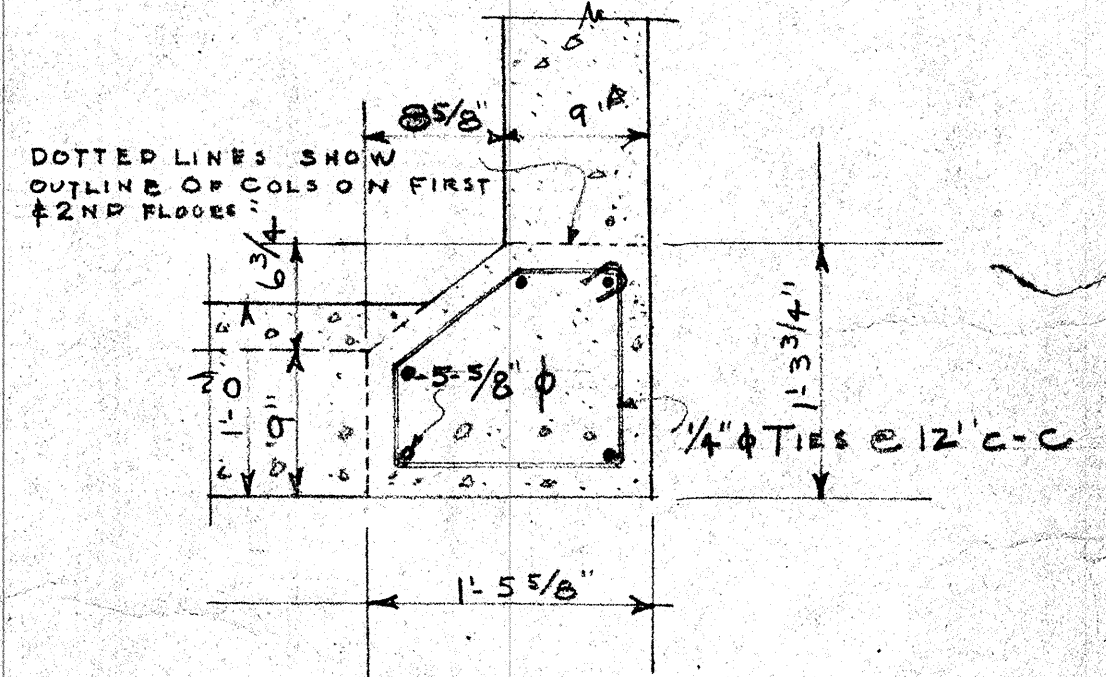 8 5/8"
9"
DOTTED LINES SHOW
OUTLINE OF COLS ON FIRST
& 2ND FLOORS:
6 3/4
1'-3 3/4"
5-5/8" φ
1'-0
9"
1/4" φ TIES @ 12" C-C
1'-5 5/8"